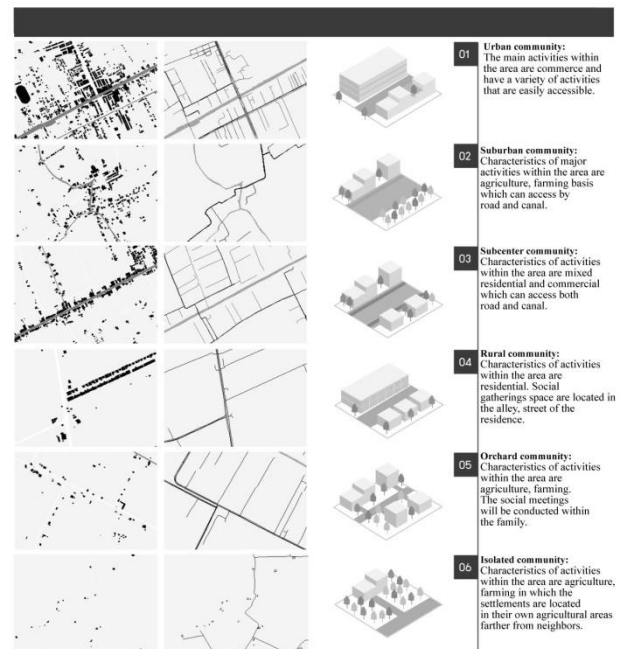 01
Urban community:
The main activities within
the area are commerce and
have a variety of activities
that are easily accessible.
02
Suburban community:
Characteristics of major
activities within the area are
agriculture, farming basis
which can access by
road and canal.
03
Subcenter community:
Characteristics of activities
within the area are mixed
residential and commercial
which can access both
road and canal.
04
Rural community:
Characteristics of activities
within the area are
residential. Social
gatherings space are located in
the alley, street of the
residence.
05
Orchard community:
Characteristics of activities
within the area are
agriculture, farming.
The social meetings
will be conducted within
the family.
06
Isolated community:
Characteristics of activities
within the area are agriculture,
farming in which the
settlements are located
in their own agricultural areas
farther from neighbors.